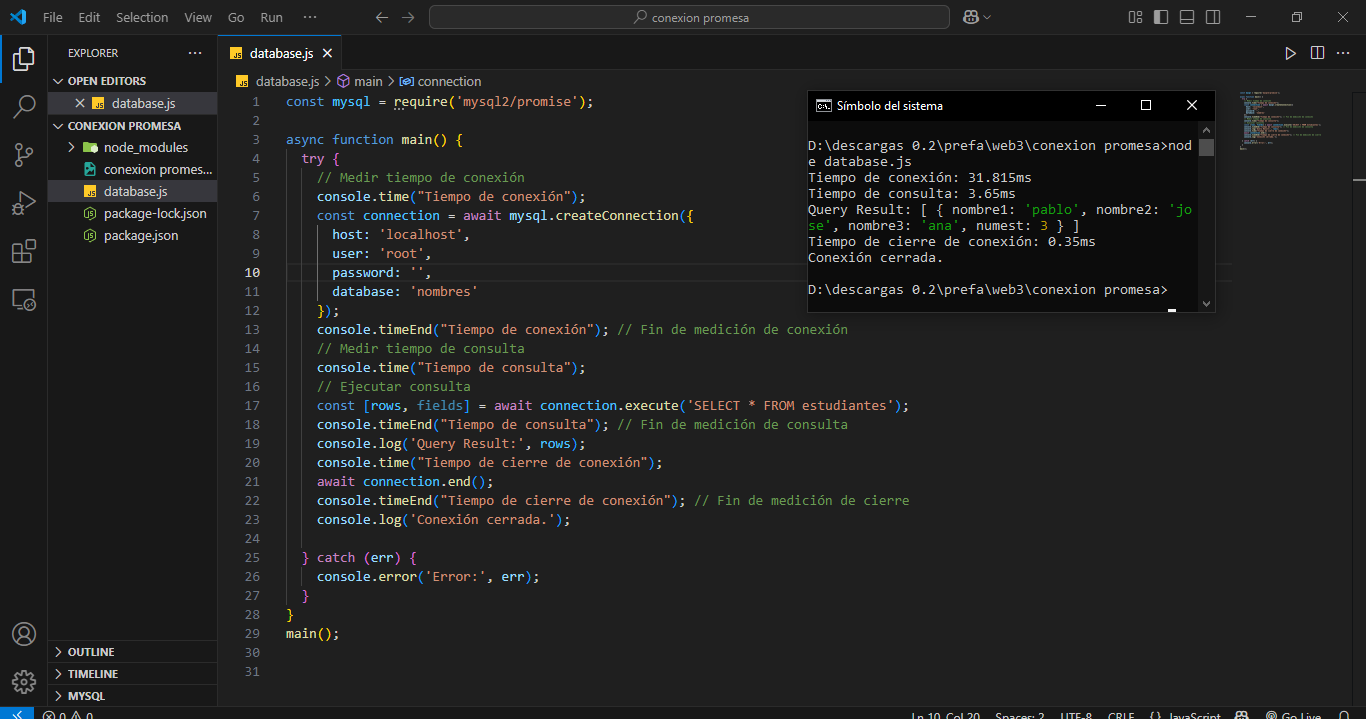 File Edit Selection View Go Run ··· conexion promesa
EXPLORER ···
OPEN EDITORS
database.js
CONEXION PROMESA
node_modules
conexion promes...
database.js
package-lock.json
package.json
OUTLINE
TIMELINE
MYSQL
database.js
database.js > main > connection
1 const mysql = require('mysql2/promise');
2
3 async function main() {
4 try {
5 // Medir tiempo de conexión
6 console.time("Tiempo de conexión");
7 const connection = await mysql.createConnection({
8 host: 'localhost',
9 user: 'root',
10 password: '',
11 database: 'nombres'
12 });
13 console.timeEnd("Tiempo de conexión"); // Fin de medición de conexión
14 // Medir tiempo de consulta
15 console.time("Tiempo de consulta");
16 // Ejecutar consulta
17 const [rows, fields] = await connection.execute('SELECT * FROM estudiantes');
18 console.timeEnd("Tiempo de consulta"); // Fin de medición de consulta
19 console.log('Query Result:', rows);
20 console.time("Tiempo de cierre de conexión");
21 await connection.end();
22 console.timeEnd("Tiempo de cierre de conexión"); // Fin de medición de cierre
23 console.log('Conexión cerrada.');
24
25 } catch (err) {
26 console.error('Error:', err);
27 }
28 }
29 main();
30
31
Símbolo del sistema
D:\descargas 0.2\prefa\web3\conexion promesa>nod
e database.js
Tiempo de conexión: 31.815ms
Tiempo de consulta: 3.65ms
Query Result: [ { nombre1: 'pablo', nombre2: 'jo
se', nombre3: 'ana', numest: 3 } ]
Tiempo de cierre de conexión: 0.35ms
Conexión cerrada.
D:\descargas 0.2\prefa\web3\conexion promesa>
0 0 Ln 10, Col 20 Spaces: 2 UTF-8 CRLF {} JavaScript Go Live